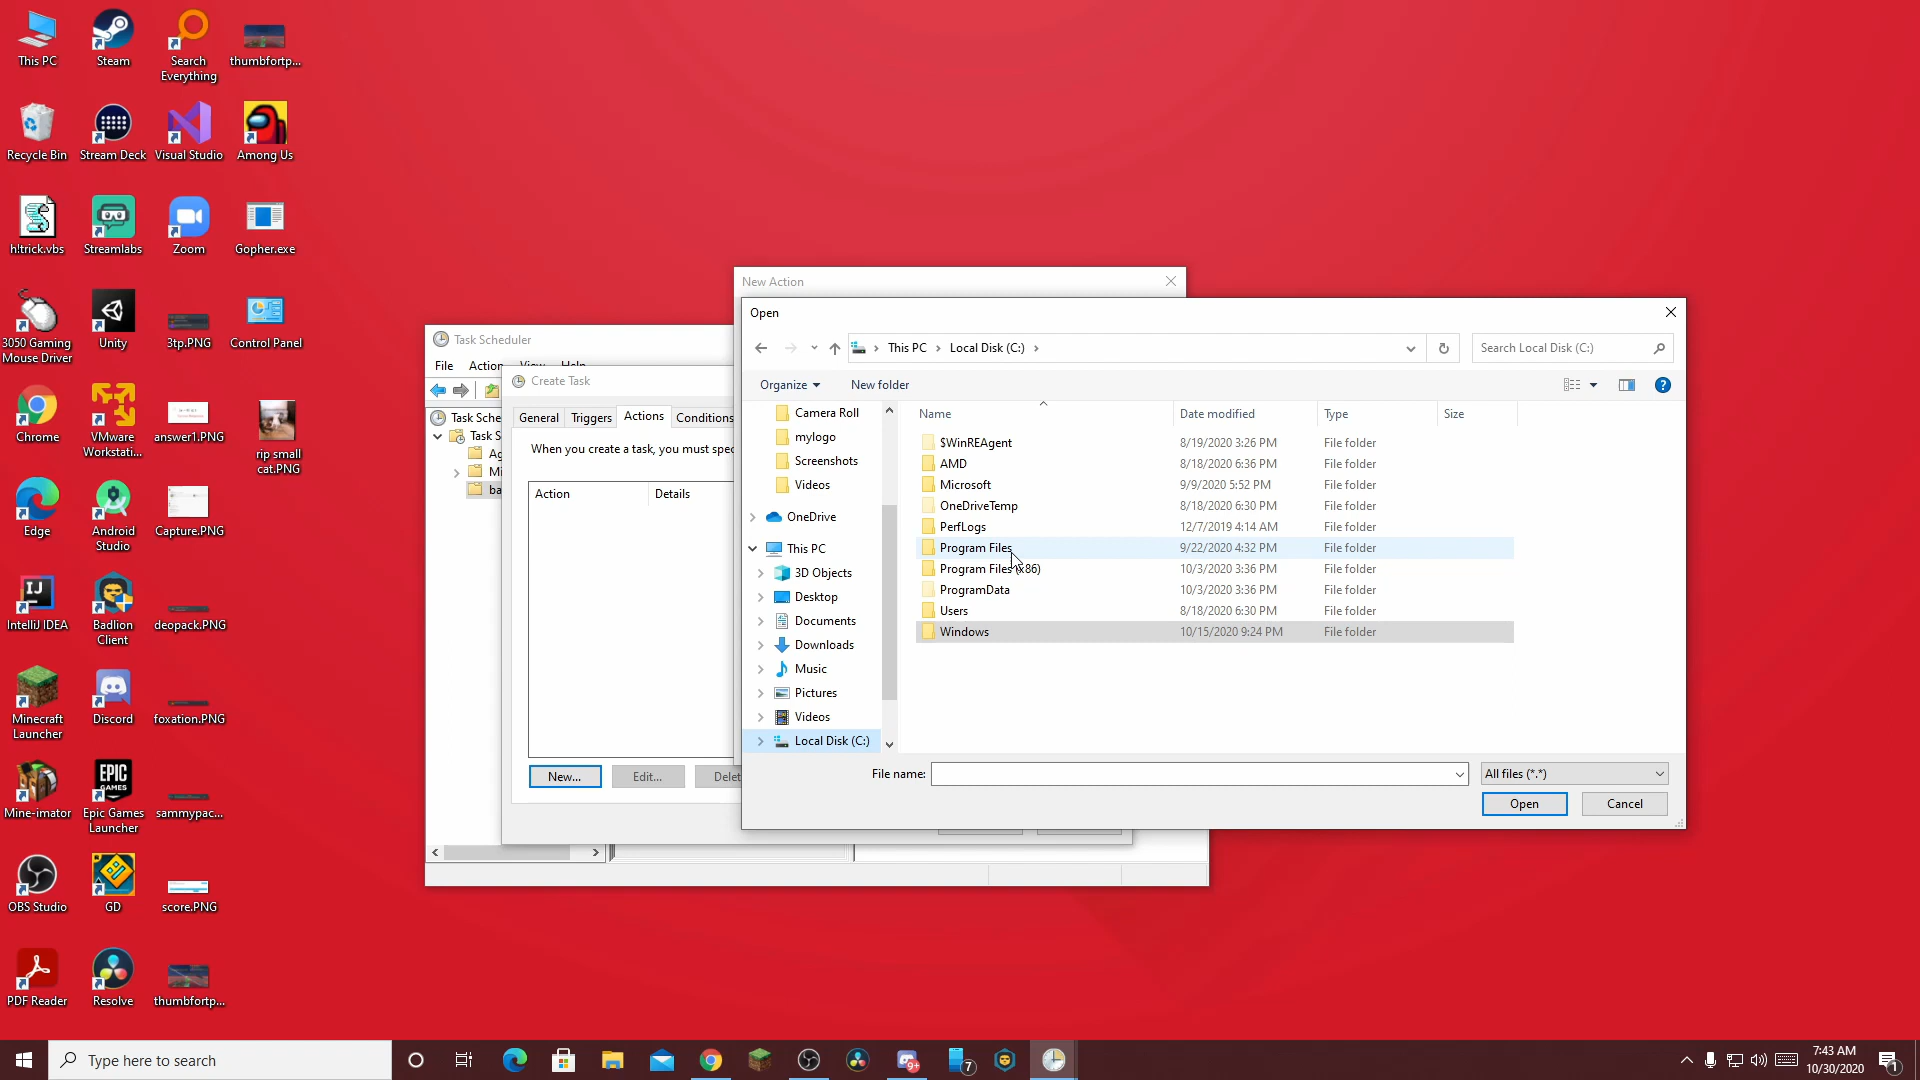 This PC
Steam
Search
Everything
thumbfortp...
Recycle Bin
Stream Deck
Visual Studio
Among Us
h!trick.vbs
Streamlabs
Zoom
Gopher.exe
3050 Gaming
Mouse Driver
Unity
3tp.PNG
Control Panel
Chrome
VMware
Workstati...
answer1.PNG
rip small
cat.PNG
Edge
Android
Studio
Capture.PNG
IntelliJ IDEA
Badlion
Client
deopack.PNG
Minecraft
Launcher
Discord
foxation.PNG
Mine-imator
Epic Games
Launcher
sammypac...
OBS Studio
GD
score.PNG
PDF Reader
Resolve
thumbfortp...
EPIC
GAMES
IJ
Task Scheduler
File
Action
View
Help
Task Sche
Task S
Ag
Mi
ba
Create Task
General
Triggers
Actions
Conditions
When you create a task, you must spec
Action
Details
New...
Edit...
Delet
New Action
Open
This PC
Local Disk (C:)
Search Local Disk (C:)
Organize
New folder
?
Camera Roll
mylogo
Screenshots
Videos
OneDrive
This PC
3D Objects
Desktop
Documents
Downloads
Music
Pictures
Videos
Local Disk (C:)
Name
Date modified
Type
Size
$WinREAgent 8/19/2020 3:26 PM File folder
AMD 8/18/2020 6:36 PM File folder
Microsoft 9/9/2020 5:52 PM File folder
OneDriveTemp 8/18/2020 6:30 PM File folder
PerfLogs 12/7/2019 4:14 AM File folder
Program Files 9/22/2020 4:32 PM File folder
Program Files (x86) 10/3/2020 3:36 PM File folder
ProgramData 10/3/2020 3:36 PM File folder
Users 8/18/2020 6:30 PM File folder
Windows 10/15/2020 9:24 PM File folder
File name:
All files (*.*)
Open
Cancel
Type here to search
9+
7
7:43 AM
10/30/2020
1